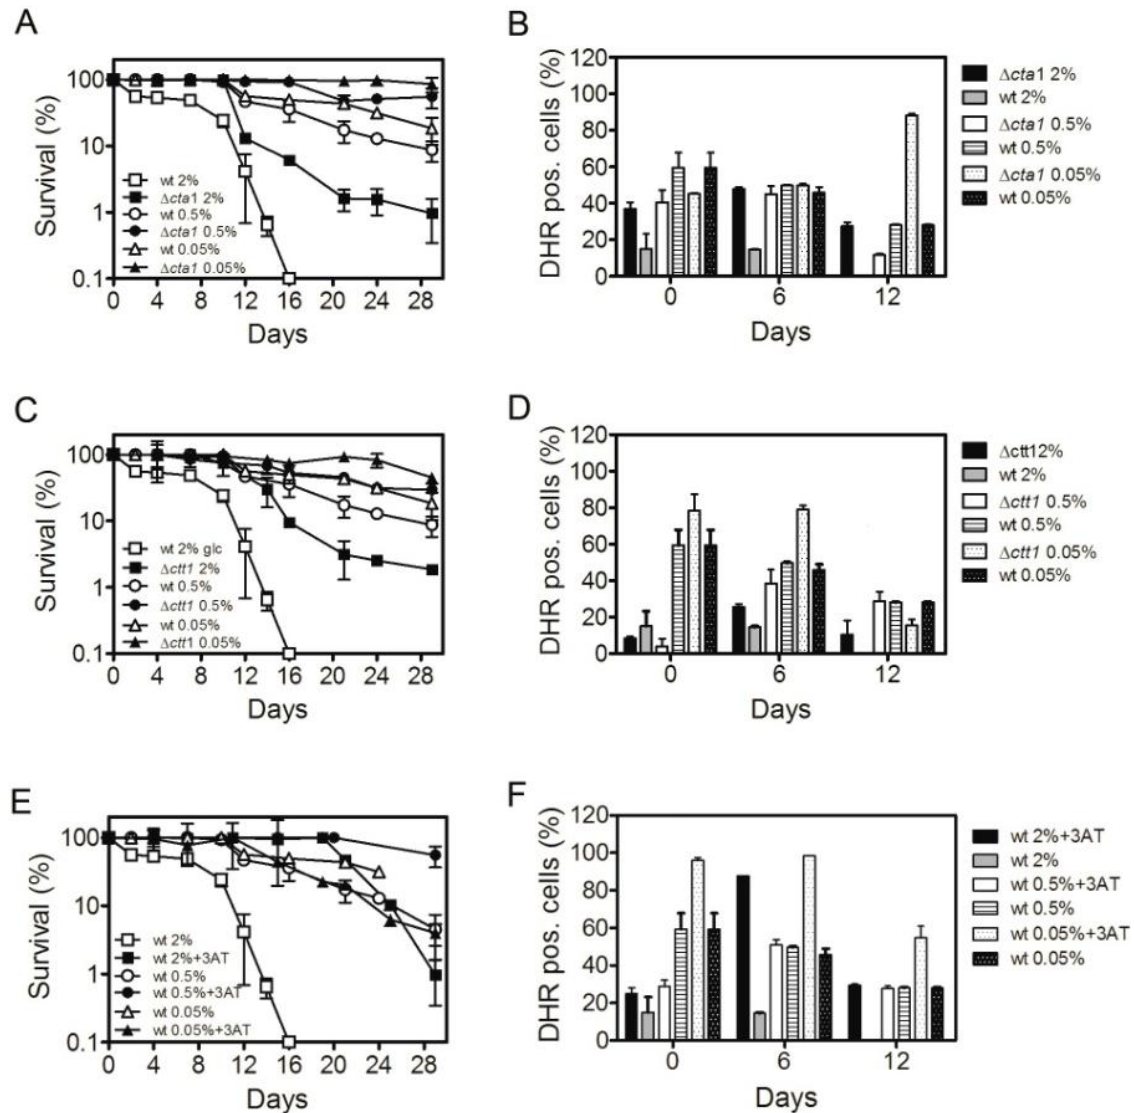 A
Survival (%)
100
10
1
0.1
wt 2%
Δcta1 2%
wt 0.5%
Δcta1 0.5%
wt 0.05%
Δcta1 0.05%
0 4 8 12 16 20 24 28
Days
B
DHR pos. cells (%)
120
100
80
60
40
20
0
0 6 12
Days
Δcta1 2%
wt 2%
Δcta1 0.5%
wt 0.5%
Δcta1 0.05%
wt 0.05%
C
Survival (%)
100
10
1
0.1
wt 2% glc
Δctt1 2%
wt 0.5%
Δctt1 0.5%
wt 0.05%
Δctt1 0.05%
0 4 8 12 16 20 24 28
Days
D
DHR pos. cells (%)
120
100
80
60
40
20
0
0 6 12
Days
Δctt12%
wt 2%
Δctt1 0.5%
wt 0.5%
Δctt1 0.05%
wt 0.05%
E
Survival (%)
100
10
1
0.1
wt 2%
wt 2%+3AT
wt 0.5%
wt 0.5%+3AT
wt 0.05%
wt 0.05%+3AT
0 4 8 12 16 20 24 28
Days
F
DHR pos. cells (%)
120
100
80
60
40
20
0
0 6 12
Days
wt 2%+3AT
wt 2%
wt 0.5%+3AT
wt 0.5%
wt 0.05%+3AT
wt 0.05%